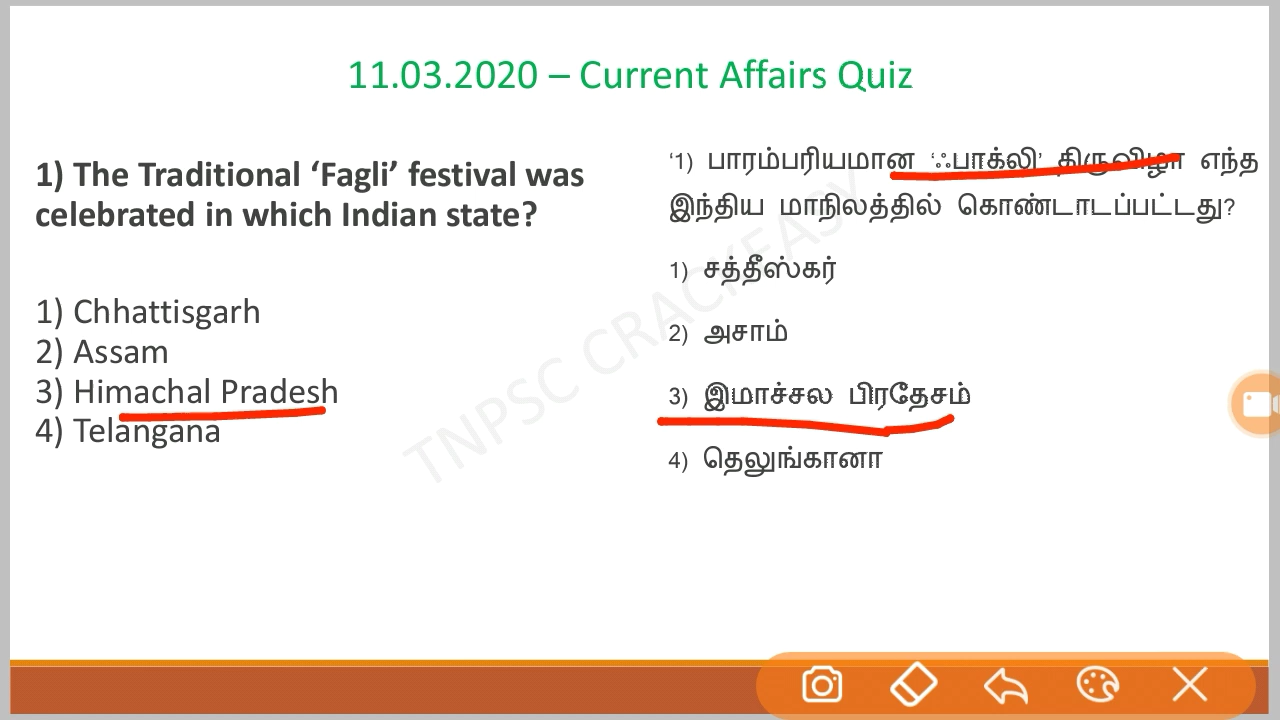 11.03.2020 – Current Affairs Quiz
1) The Traditional ‘Fagli’ festival was
celebrated in which Indian state?
1) Chhattisgarh
2) Assam
3) Himachal Pradesh
4) Telangana
‘1) பாரம்பரியமான ‘ஃபாக்லி’ திருவிழா எந்த
இந்திய மாநிலத்தில் கொண்டாடப்பட்டது?
1) சத்தீஸ்கர்
2) அசாம்
3) இமாச்சல பிரதேசம்
4) தெலுங்கானா
TNPSC CRACKEASY